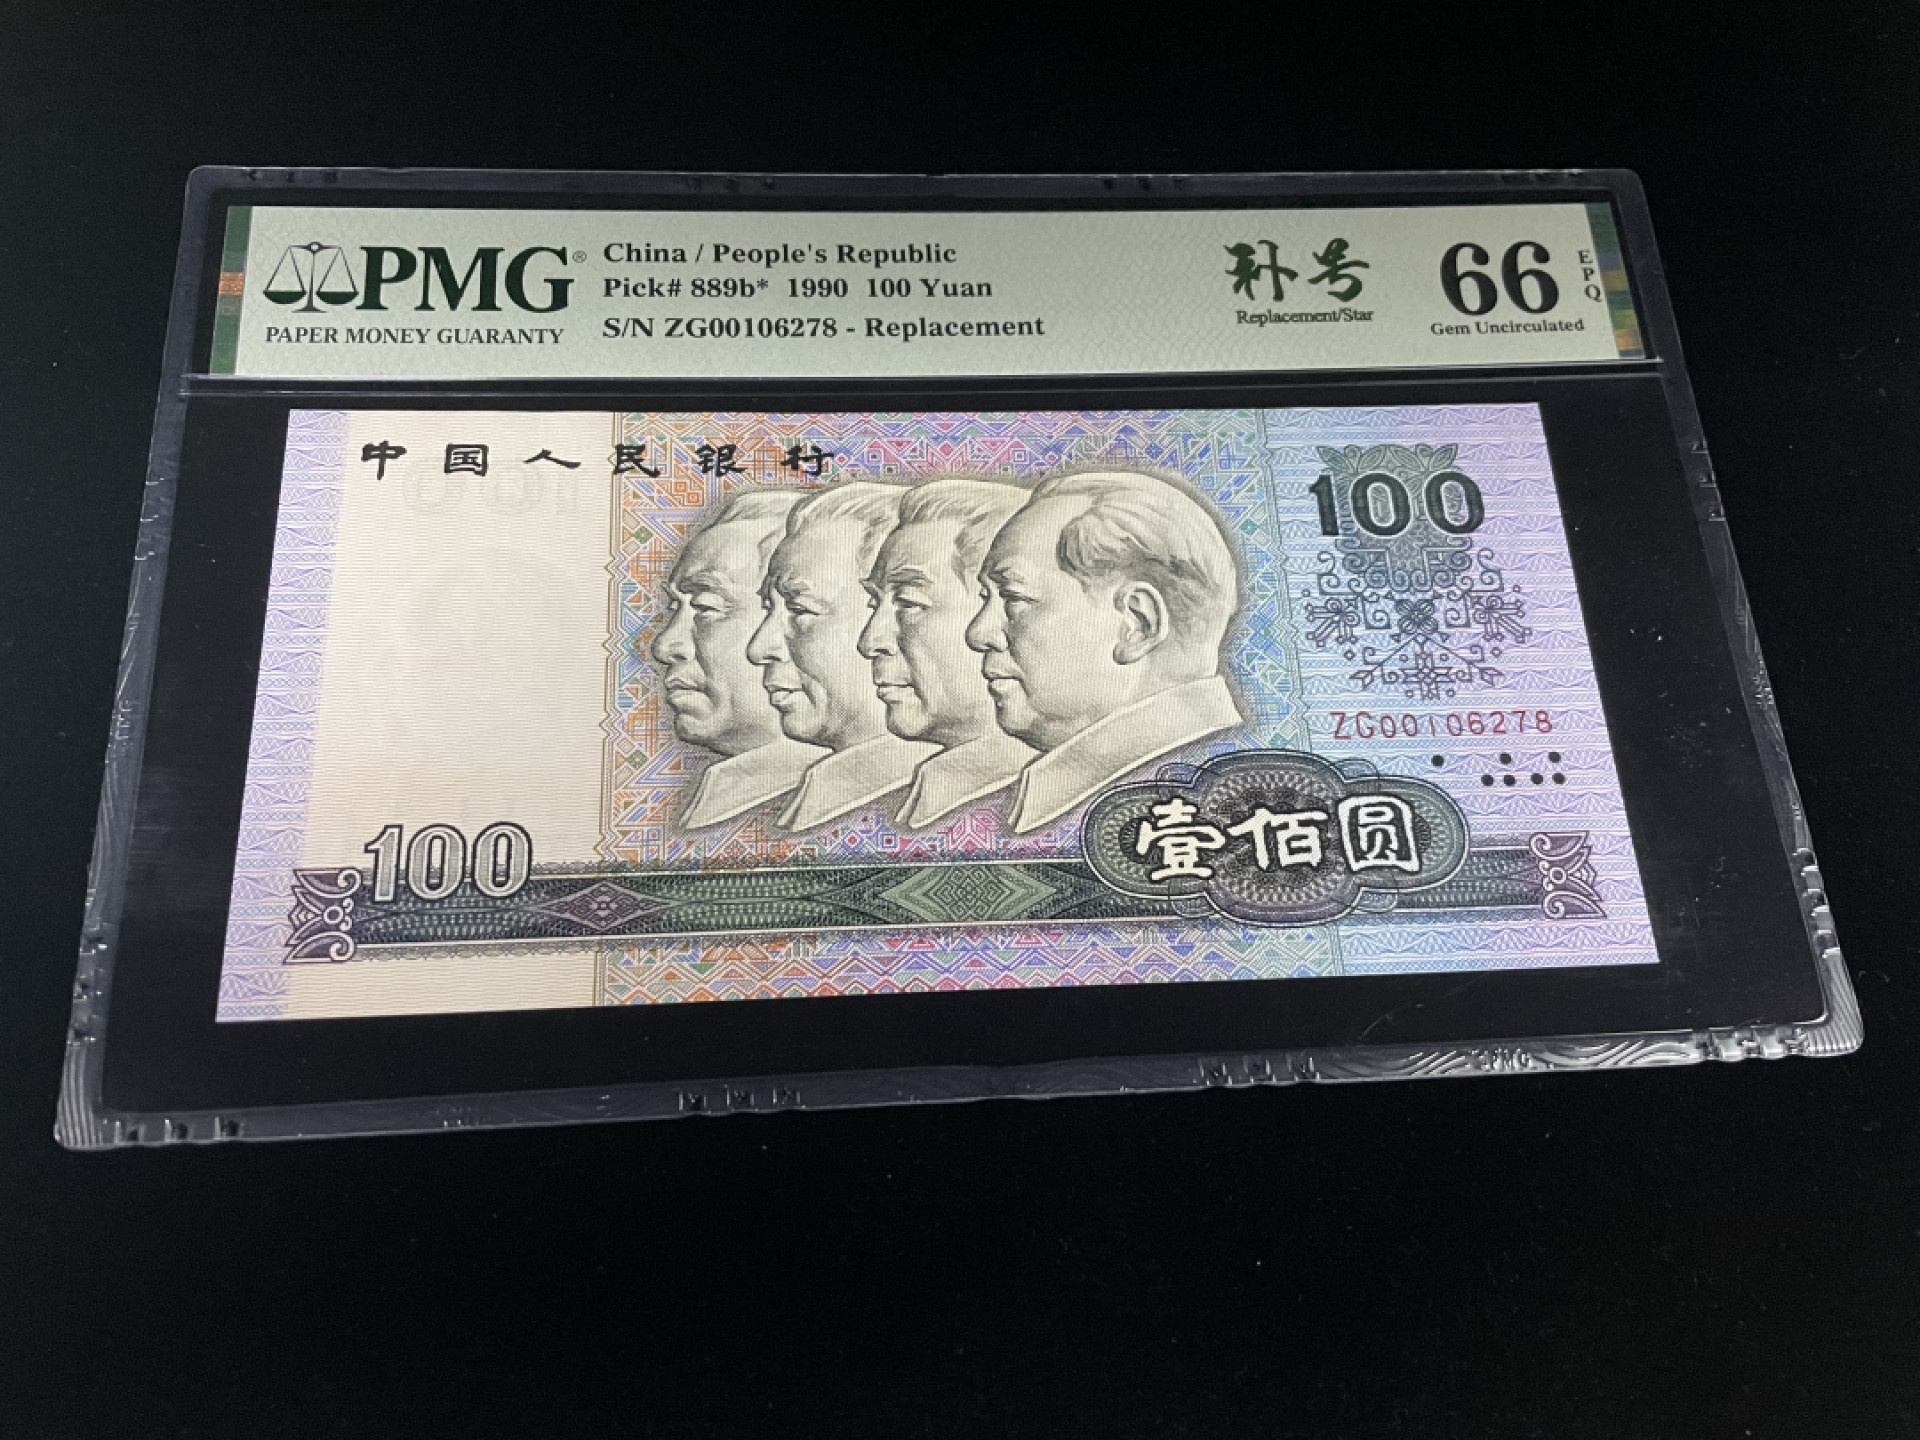 PMG®
PAPER MONEY GUARANTY
China / People's Republic
Pick# 889b* 1990 100 Yuan
S/N ZG00106278 - Replacement
补号
Replacement/Star
66
EPQ
Gem Uncirculated
中国人民银行
100
ZG00106278
100
壹佰圆
PMG